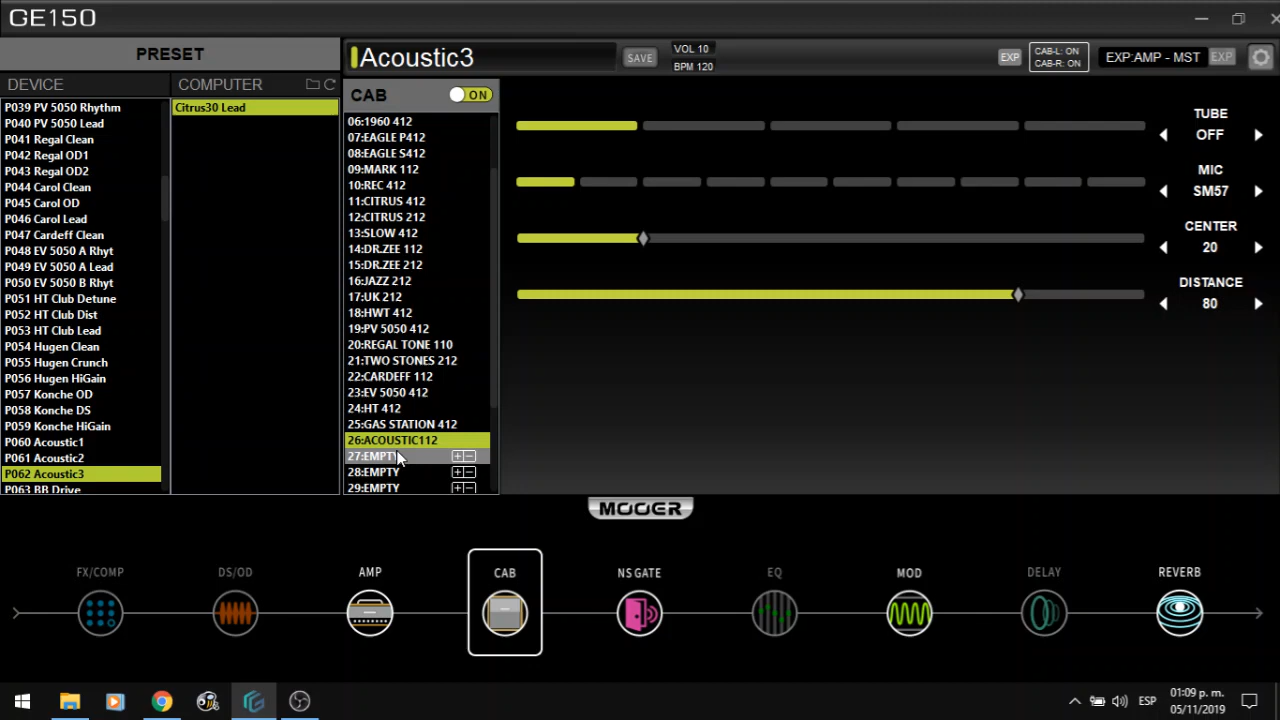 GE150
PRESET
DEVICE
COMPUTER
P039 PV 5050 Rhythm
P040 PV 5050 Lead
P041 Regal Clean
P042 Regal OD1
P043 Regal OD2
P044 Carol Clean
P045 Carol OD
P046 Carol Lead
P047 Cardeff Clean
P048 EV 5050 A Rhyt
P049 EV 5050 A Lead
P050 EV 5050 B Rhyt
P051 HT Club Detune
P052 HT Club Dist
P053 HT Club Lead
P054 Hugen Clean
P055 Hugen Crunch
P056 Hugen HiGain
P057 Konche OD
P058 Konche DS
P059 Konche HiGain
P060 Acoustic1
P061 Acoustic2
P062 Acoustic3
P063 BB Drive
Citrus30 Lead
Acoustic3
SAVE
VOL 10
BPM 120
EXP
CAB-L: ON
CAB-R: ON
EXP:AMP - MST
EXP
CAB
ON
06:1960 412
07:EAGLE P412
08:EAGLE S412
09:MARK 112
10:REC 412
11:CITRUS 412
12:CITRUS 212
13:SLOW 412
14:DR.ZEE 112
15:DR.ZEE 212
16:JAZZ 212
17:UK 212
18:HWT 412
19:PV 5050 412
20:REGAL TONE 110
21:TWO STONES 212
22:CARDEFF 112
23:EV 5050 412
24:HT 412
25:GAS STATION 412
26:ACOUSTIC112
27:EMPTY
28:EMPTY
29:EMPTY
TUBE
OFF
MIC
SM57
CENTER
20
DISTANCE
80
MOOER
FX/COMP
DS/OD
AMP
CAB
NS GATE
EQ
MOD
DELAY
REVERB
ESP
01:09 p. m.
05/11/2019